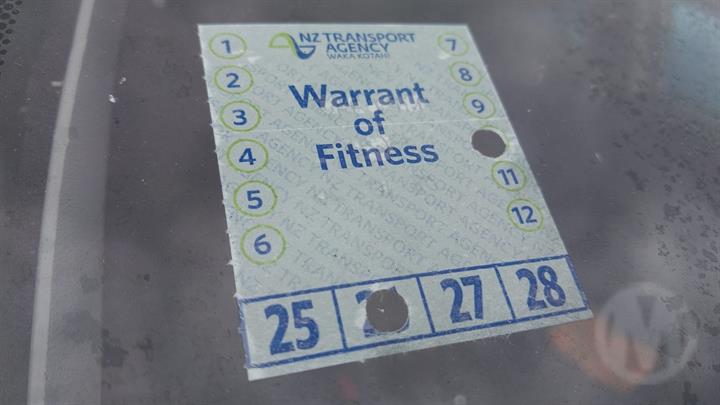 NZ TRANSPORT
AGENCY
WAKA KOTAHI
1
2
3
4
5
6
7
8
9
11
12
Warrant
of
Fitness
25
27
28